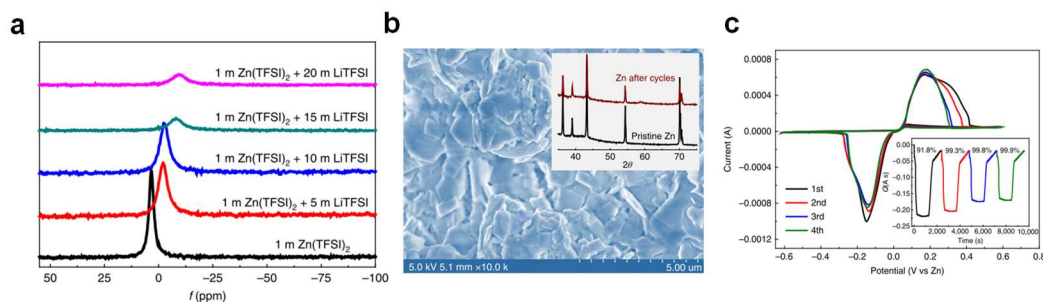 a
1 m Zn(TFSI)2 + 20 m LiTFSI
1 m Zn(TFSI)2 + 15 m LiTFSI
1 m Zn(TFSI)2 + 10 m LiTFSI
1 m Zn(TFSI)2 + 5 m LiTFSI
1 m Zn(TFSI)2
50 25 0 −25 −50 −75 −100
f (ppm)
b
Zn after cycles
Pristine Zn
40 50 60 70
2θ
5.0 kV 5.1 mm ×10.0 k 5.00 um
c
0.0008
0.0004
0.0000
−0.0004
−0.0008
−0.0012
Current (A)
1st
2nd
3rd
4th
91.8% 99.3% 99.8% 99.9%
0.00
−0.05
−0.10
−0.15
−0.20
−0.25
Q(A s)
0 2,000 4,000 6,000 8,000 10,000
Time (s)
−0.6 −0.4 −0.2 0.0 0.2 0.4 0.6 0.8
Potential (V vs Zn)